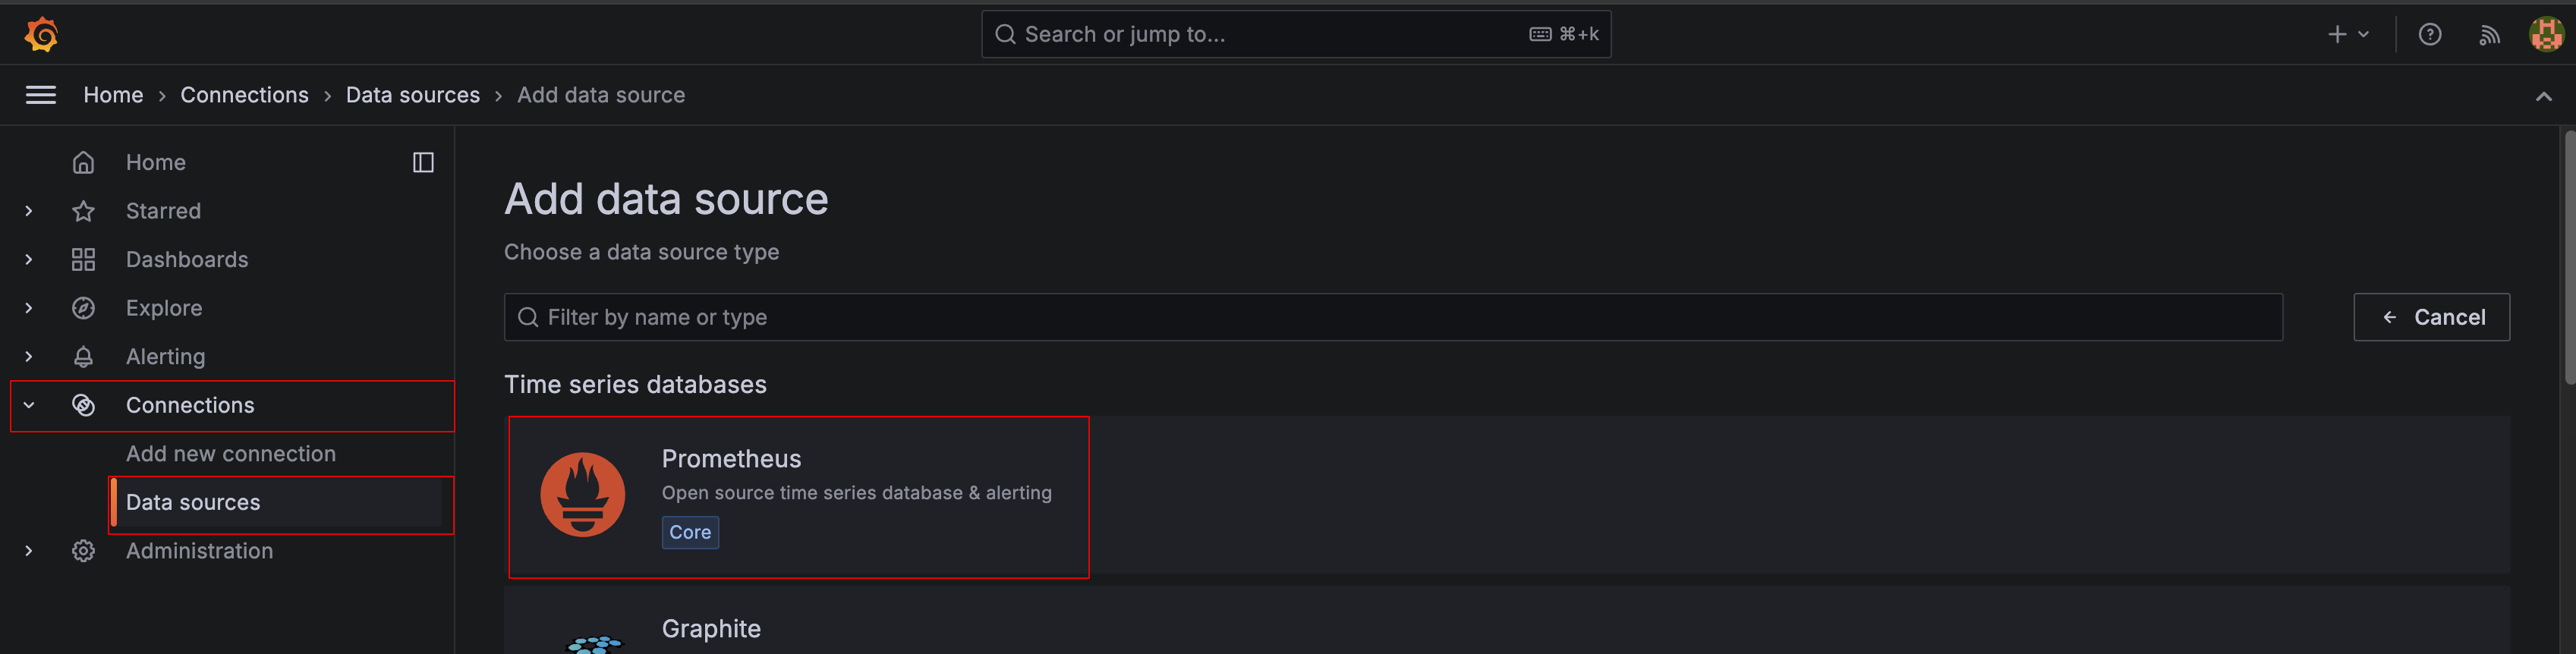 Search or jump to...
⌘+k
Home › Connections › Data sources › Add data source
Home
Starred
Dashboards
Explore
Alerting
Connections
Add new connection
Data sources
Administration
Add data source
Choose a data source type
Filter by name or type
Cancel
Time series databases
Prometheus
Open source time series database & alerting
Core
Graphite